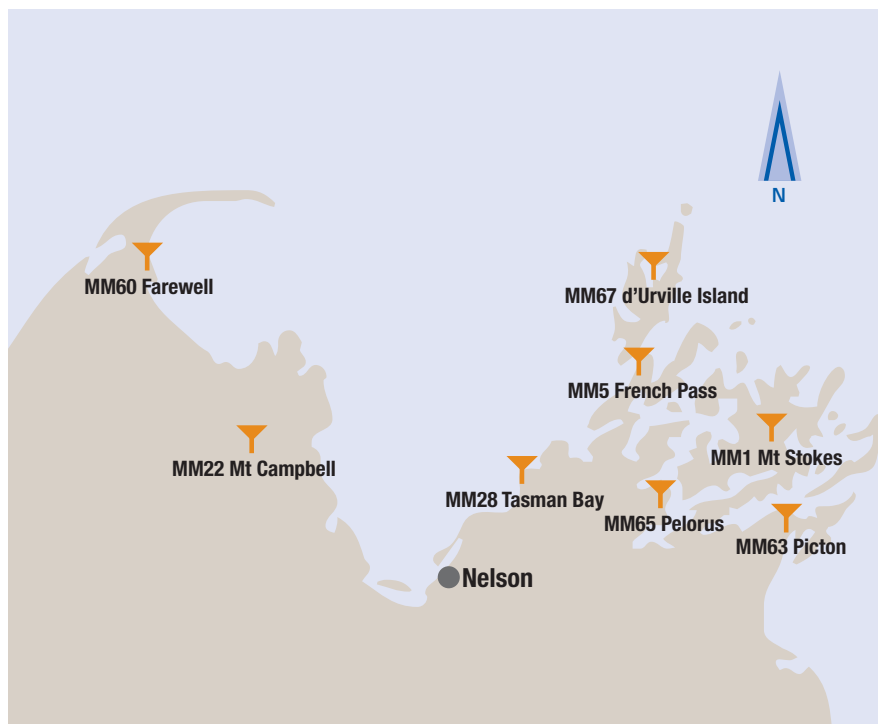 N
MM60 Farewell
MM67 d'Urville Island
MM5 French Pass
MM22 Mt Campbell
MM1 Mt Stokes
MM28 Tasman Bay
MM65 Pelorus
MM63 Picton
Nelson